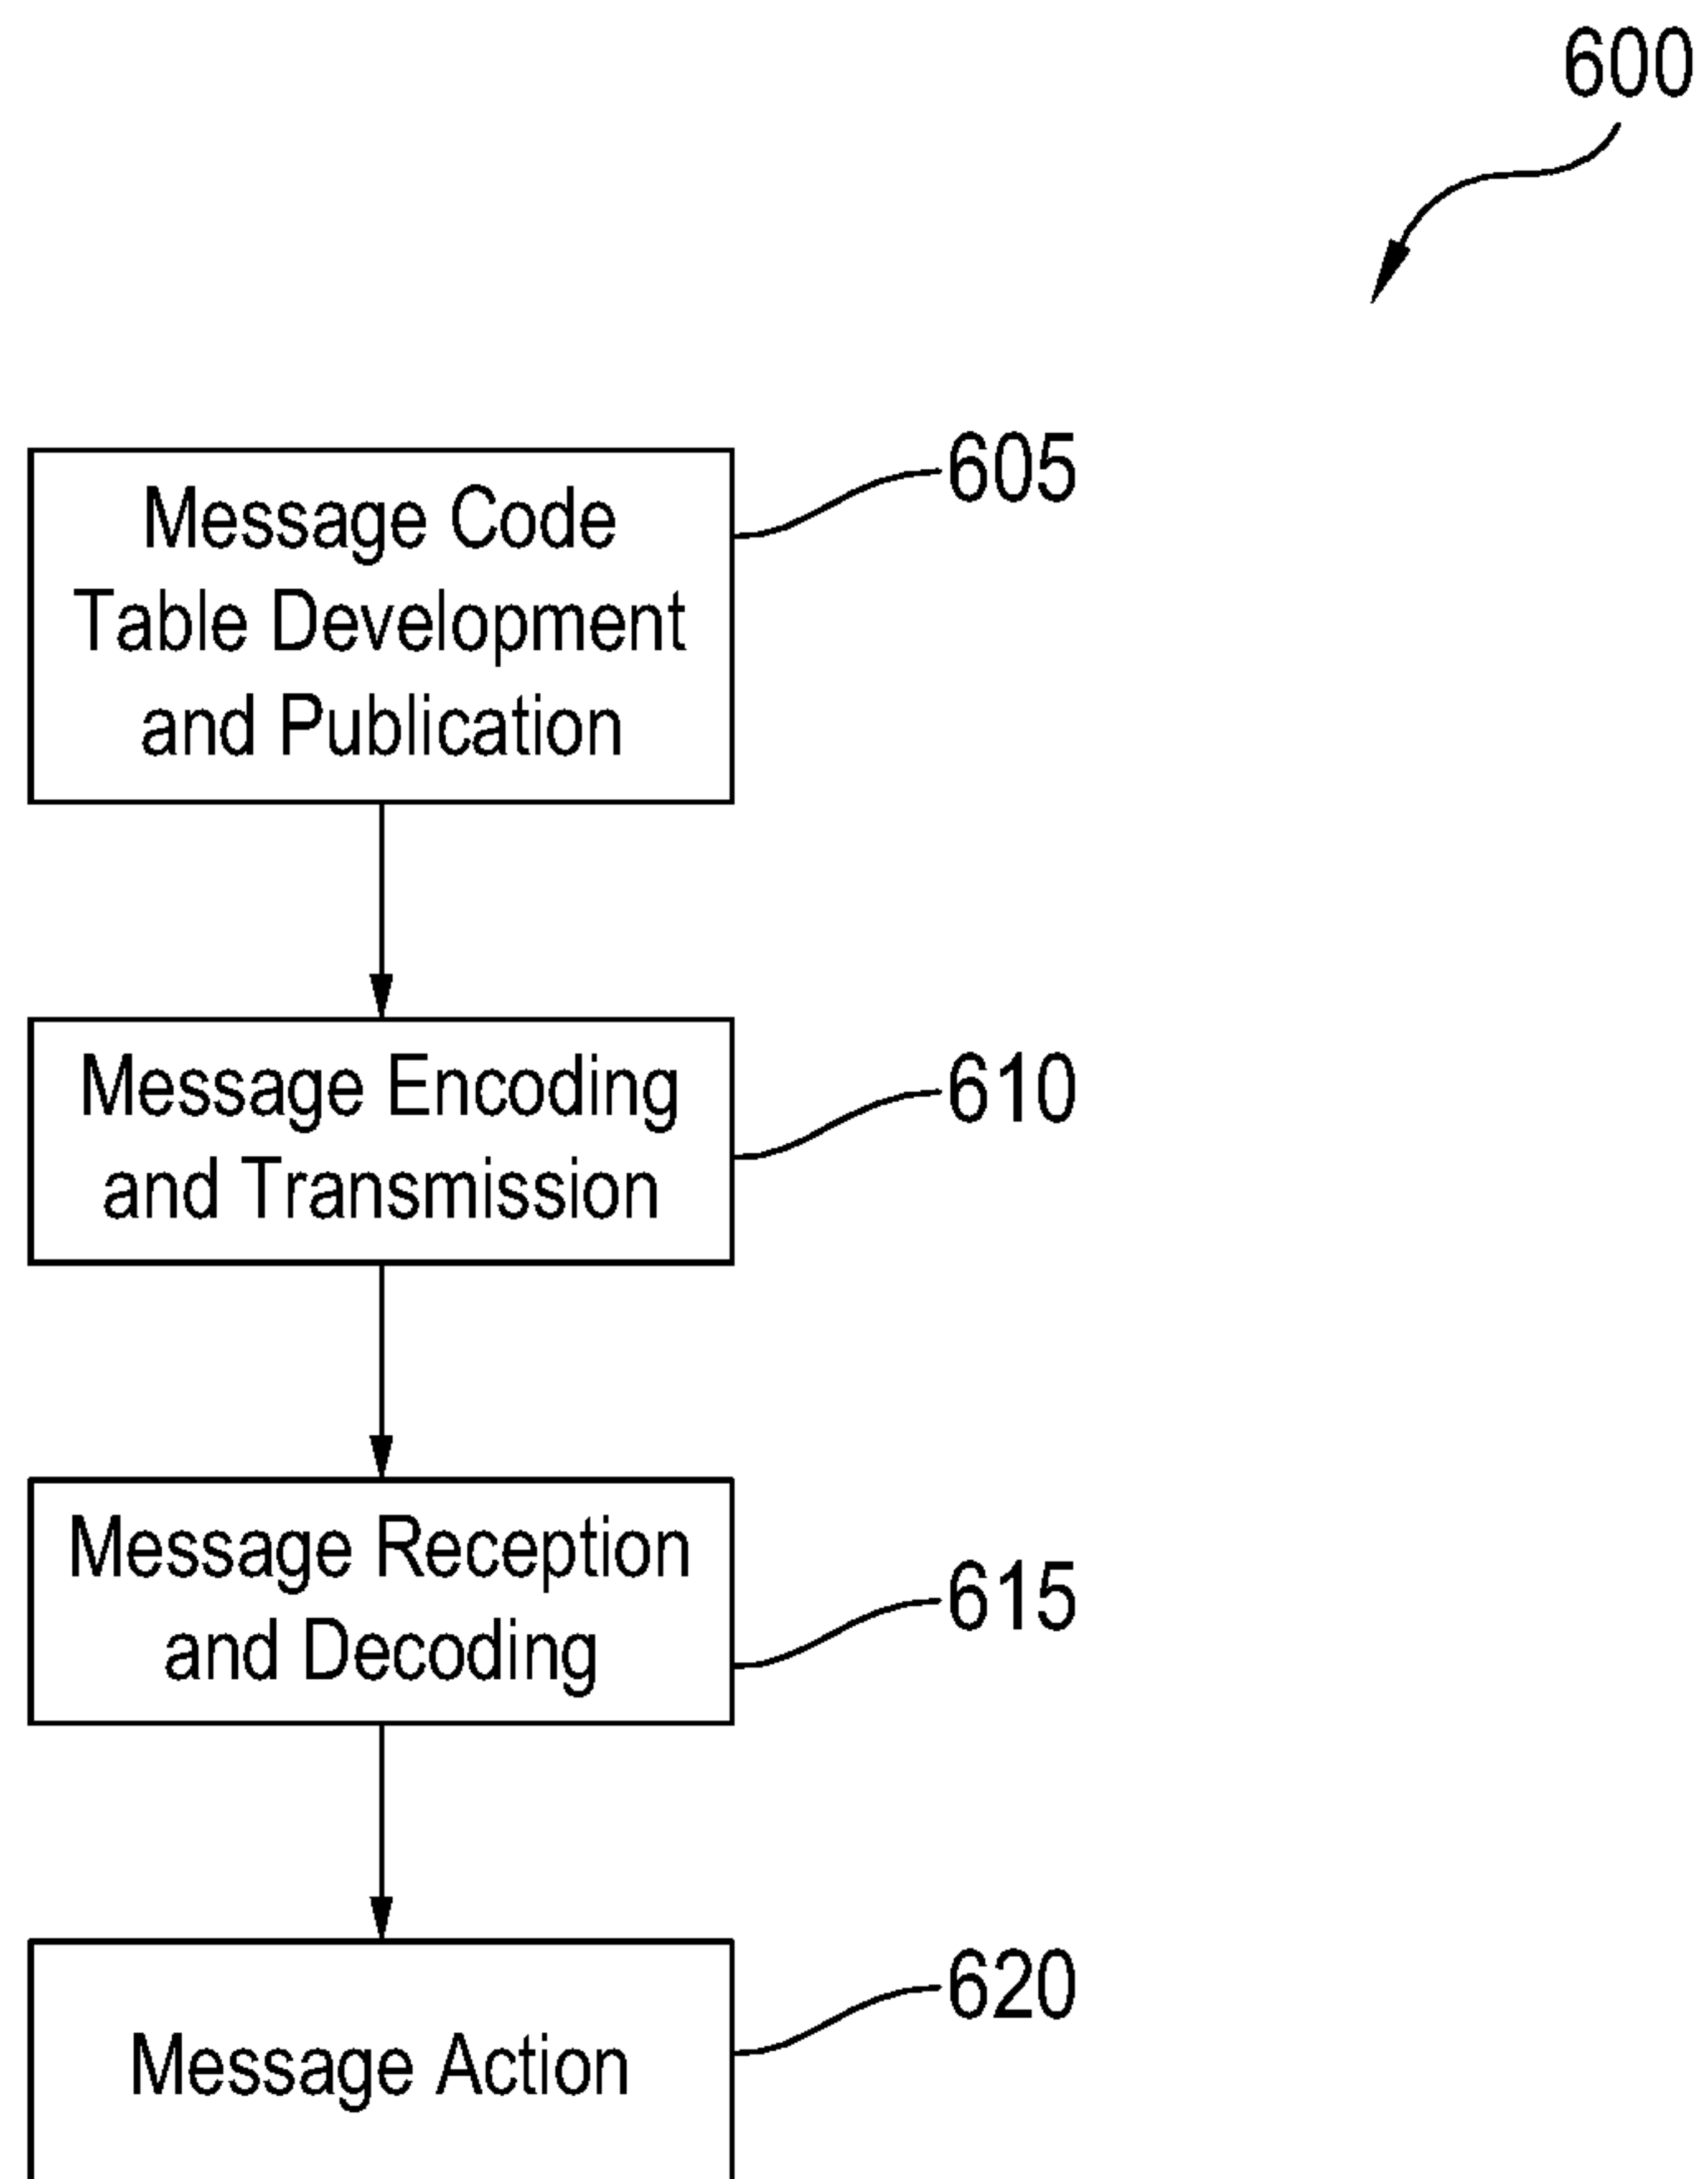 600
Message Code
Table Development
and Publication
605
Message Encoding
and Transmission
610
Message Reception
and Decoding
615
Message Action
620